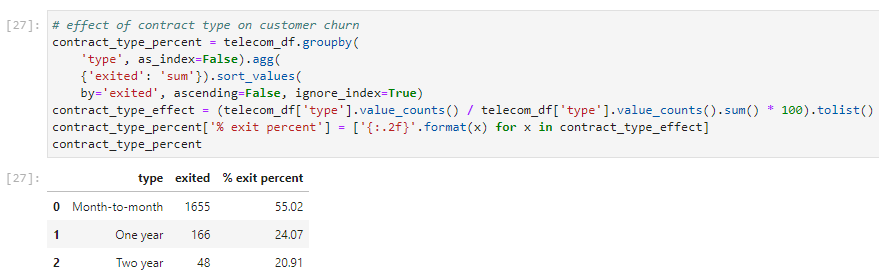 [27]: # effect of contract type on customer churn
contract_type_percent = telecom_df.groupby(
    'type', as_index=False).agg(
    {'exited': 'sum'}).sort_values(
    by='exited', ascending=False, ignore_index=True)
contract_type_effect = (telecom_df['type'].value_counts() / telecom_df['type'].value_counts().sum() * 100).tolist()
contract_type_percent['% exit percent'] = ['{:.2f}'.format(x) for x in contract_type_effect]
contract_type_percent
[27]: type exited % exit percent
0 Month-to-month 1655 55.02
1 One year 166 24.07
2 Two year 48 20.91